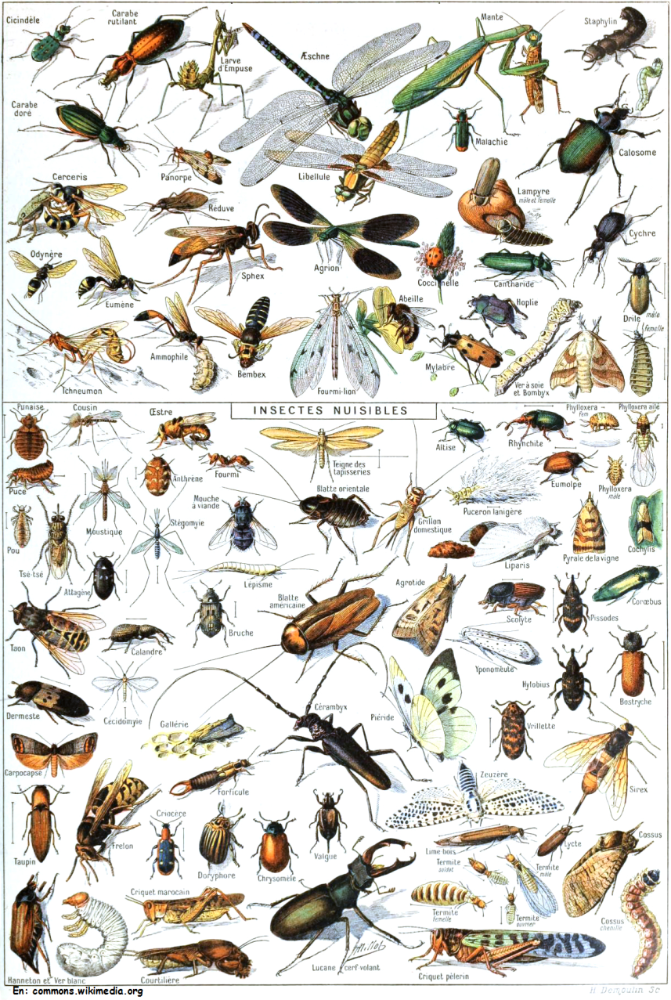 Cicindèle
Carabe
rutilant
Larve
d'Empuse
Æschne
Mante
Staphylin
Carabe
doré
Panorpe
Malachie
Calosome
Cerceris
Réduve
Libellule
Lampyre
mâle et femelle
Cychre
Odynère
Sphex
Agrion
Coccinelle
Cantharide
Eumène
Abeille
Hoplie
Drile mâle
femelle
Ichneumon
Ammophile
Bembex
Fourmi-lion
Mylabre
Ver à soie
et Bombyx
INSECTES NUISIBLES
Punaise
Cousin
Œstre
Teigne des
tapisseries
Altise
Rhynchite
Phylloxera
fem
Phylloxera ailé
Puce
Anthrène
Fourmi
Blatte orientale
Eumolpe
Phylloxera
mâle
Pou
Moustique
Stégomyie
Mouche
à viande
Grillon
domestique
Puceron lanigère
Tsé-tsé
Attagène
Lépisme
Liparis
Pyrale de la vigne
Cochylis
Taon
Calandre
Bruche
Blatte
américaine
Agrotide
Scolyte
Pissodes
Corœbus
Yponomeute
Dermeste
Cécidomyie
Hylobius
Bostryche
Gallérie
Cérambyx
Piéride
Vrillette
Carpocapse
Forficule
Zeuzère
Sirex
Taupin
Frelon
Criocère
Doryphore
Chrysomèle
Valgue
Lime bois
Lycte
Cossus
Termite
soldat
Termite
mâle
Criquet marocain
Termite
femelle
Termite
ouvrier
Cossus
chenille
Hanneton et Ver blanc
Courtilière
Lucane cerf-volant
Millot
Criquet pèlerin
En: commons.wikimedia.org
H. Demoulin Sc